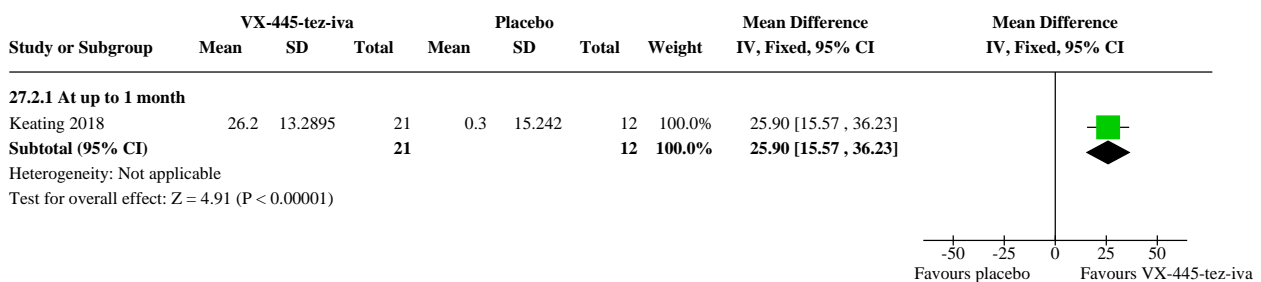 VX-445-tez-iva Placebo Mean Difference Mean Difference
Study or Subgroup Mean SD Total Mean SD Total Weight IV, Fixed, 95% CI IV, Fixed, 95% CI
27.2.1 At up to 1 month
Keating 2018 26.2 13.2895 21 0.3 15.242 12 100.0% 25.90 [15.57 , 36.23]
Subtotal (95% CI) 21 12 100.0% 25.90 [15.57 , 36.23]
Heterogeneity: Not applicable
Test for overall effect: Z = 4.91 (P < 0.00001)
-50 -25 0 25 50
Favours placebo Favours VX-445-tez-iva